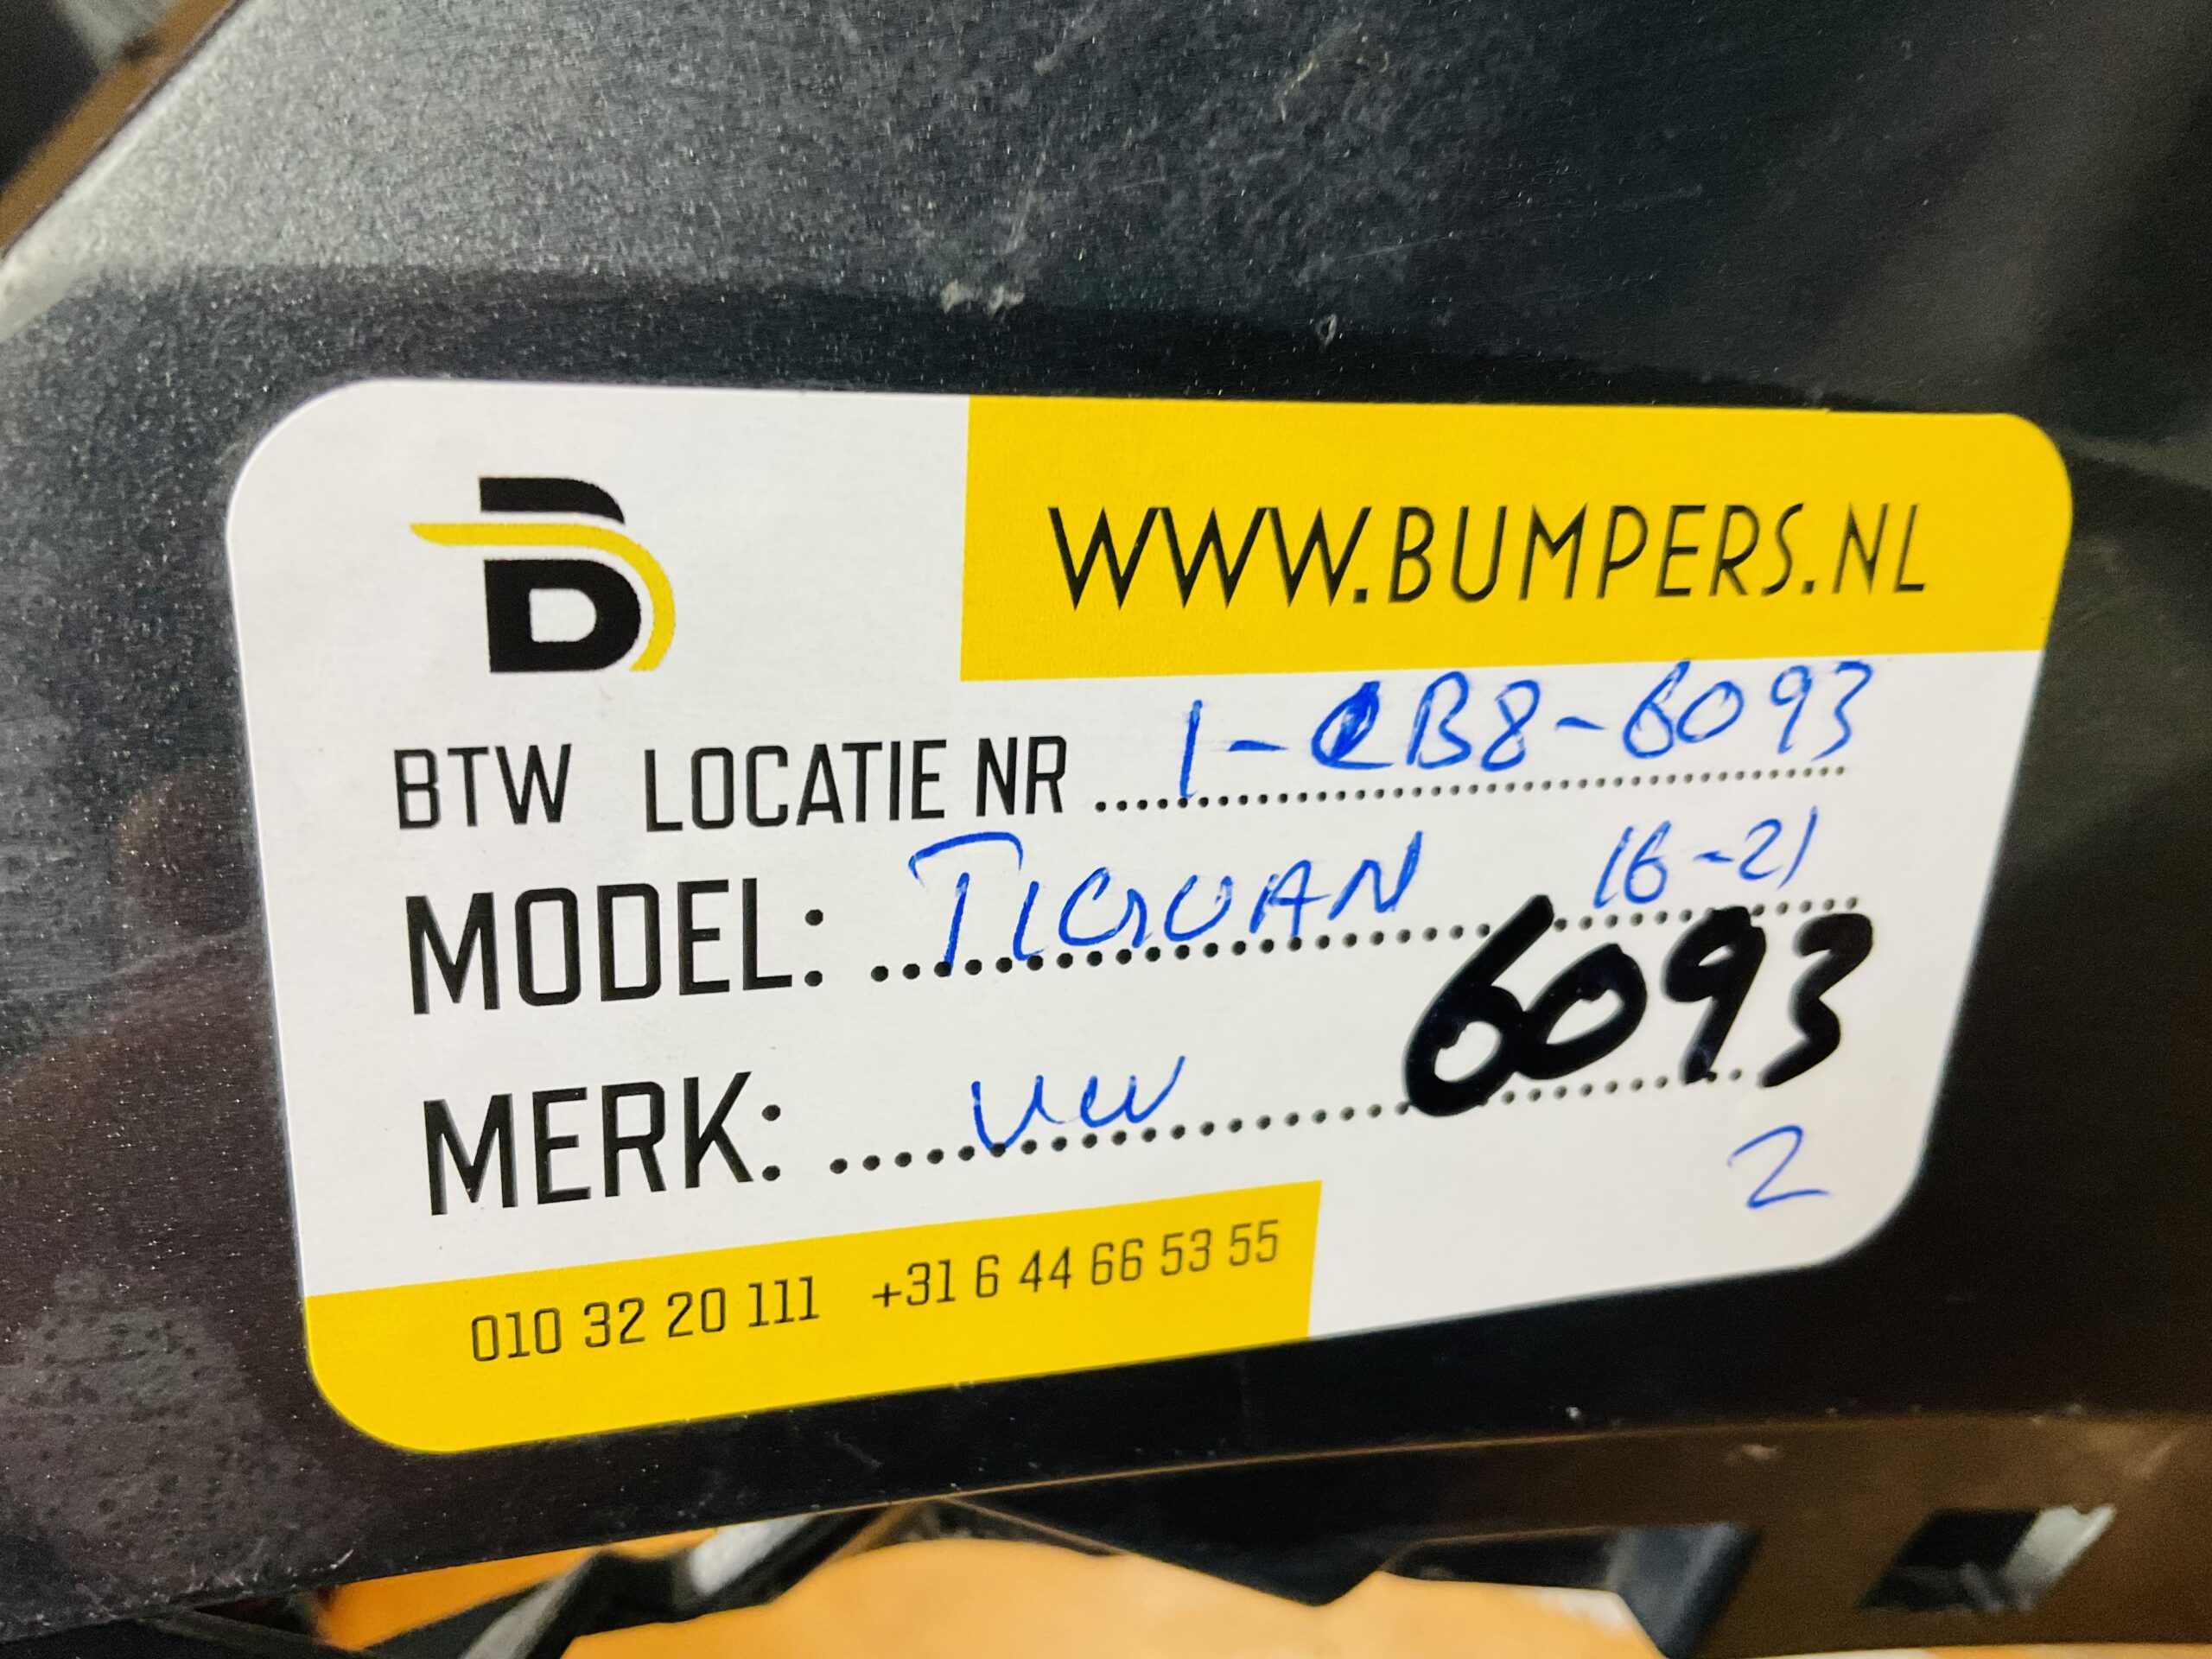 B
WWW.BUMPERS.NL
BTW LOCATIE NR 1-CB8-6093
MODEL: TIGUAN 16-21
6093
MERK: VW
2
010 32 20 111 +31 6 44 66 53 55